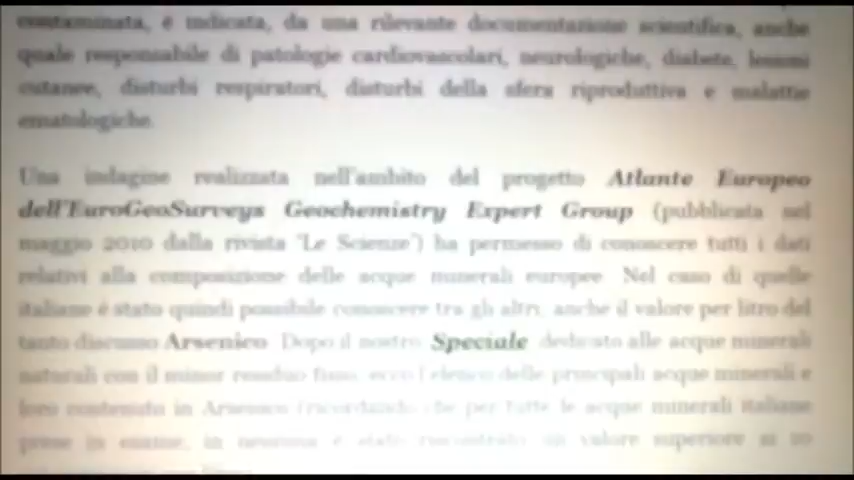 contaminata, è indicata, da una rilevante documentazione scientifica, anche
quale responsabile di patologie cardiovascolari, neurologiche, diabete, lesioni
cutanee, disturbi respiratori, disturbi della sfera riproduttiva e malattie
ematologiche.
Una indagine realizzata nell'ambito del progetto Atlante Europeo
dell'EuroGeoSurveys Geochemistry Expert Group (pubblicata nel
maggio 2010 dalla rivista "Le Scienze") ha permesso di conoscere tutti i dati
relativi alla composizione delle acque minerali europee. Nel caso di quelle
italiane è stato quindi possibile conoscere tra gli altri, anche il valore per litro del
tanto discusso Arsenico. Dopo il nostro Speciale dedicato alle acque minerali
naturali con il minor residuo fisso, ecco l'elenco delle principali acque minerali e
loro contenuto in Arsenico (ricordando che per tutte le acque minerali italiane
prese in esame, in nessuna è stato riscontrato un valore superiore ai 10